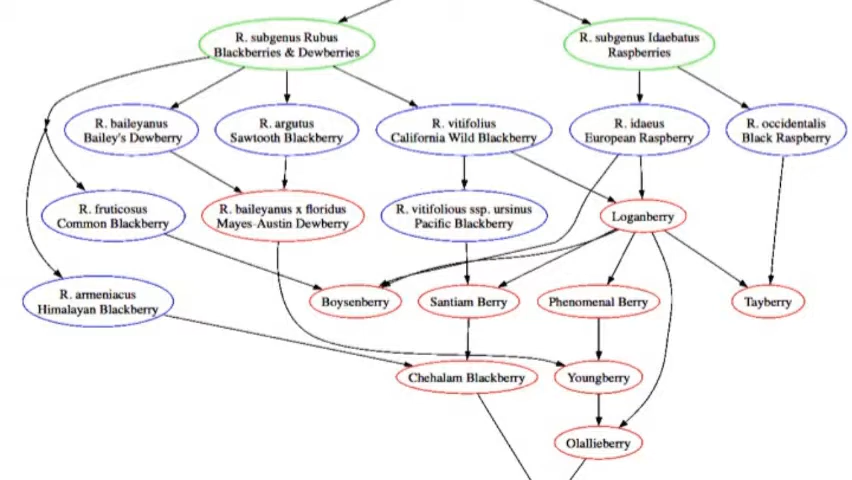 R. subgenus Rubus
Blackberries & Dewberries
R. subgenus Idaebatus
Raspberries
R. baileyanus
Bailey's Dewberry
R. argutus
Sawtooth Blackberry
R. vitifolius
California Wild Blackberry
R. idaeus
European Raspberry
R. occidentalis
Black Raspberry
R. fruticosus
Common Blackberry
R. baileyanus x floridus
Mayes-Austin Dewberry
R. vitifolious ssp. ursinus
Pacific Blackberry
Loganberry
R. armeniacus
Himalayan Blackberry
Boysenberry
Santiam Berry
Phenomenal Berry
Tayberry
Chehalam Blackberry
Youngberry
Olallieberry